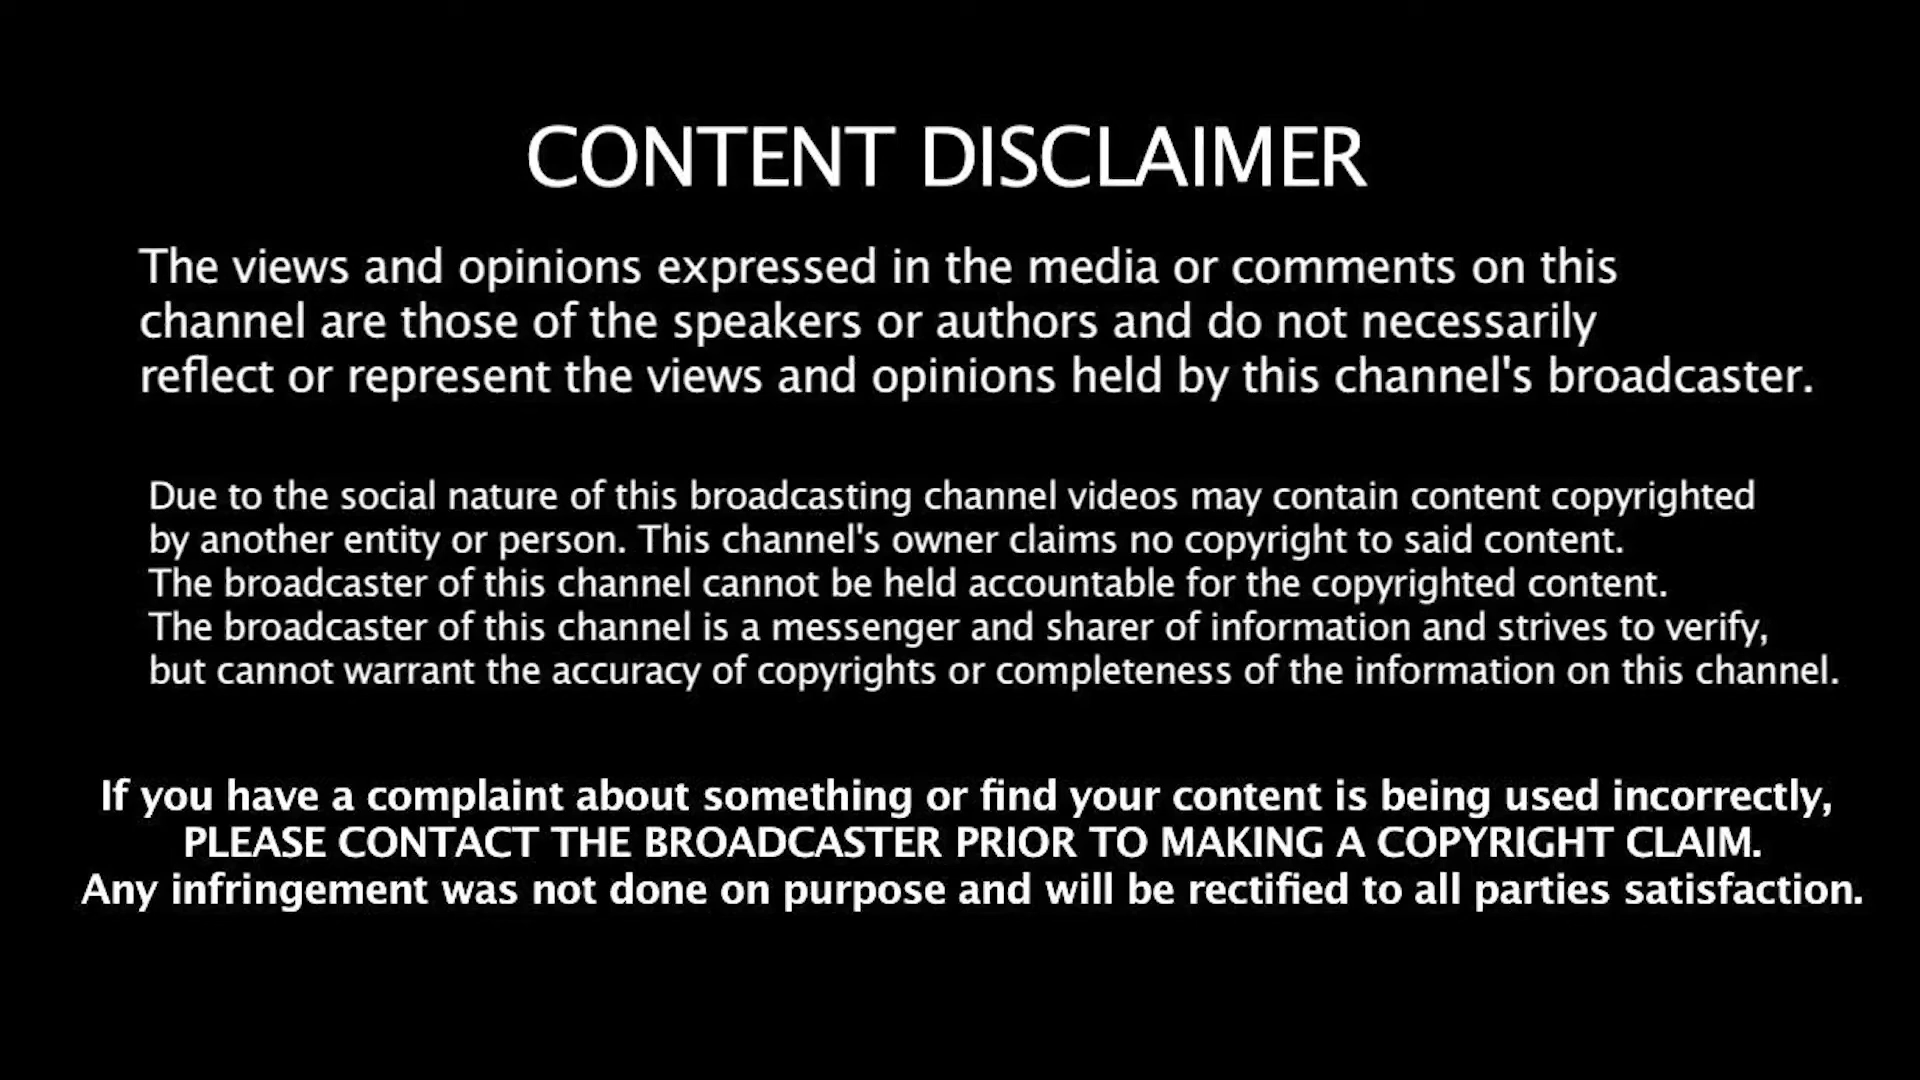 CONTENT DISCLAIMER
The views and opinions expressed in the media or comments on this
channel are those of the speakers or authors and do not necessarily
reflect or represent the views and opinions held by this channel's broadcaster.
Due to the social nature of this broadcasting channel videos may contain content copyrighted
by another entity or person. This channel's owner claims no copyright to said content.
The broadcaster of this channel cannot be held accountable for the copyrighted content.
The broadcaster of this channel is a messenger and sharer of information and strives to verify,
but cannot warrant the accuracy of copyrights or completeness of the information on this channel.
If you have a complaint about something or find your content is being used incorrectly,
PLEASE CONTACT THE BROADCASTER PRIOR TO MAKING A COPYRIGHT CLAIM.
Any infringement was not done on purpose and will be rectified to all parties satisfaction.